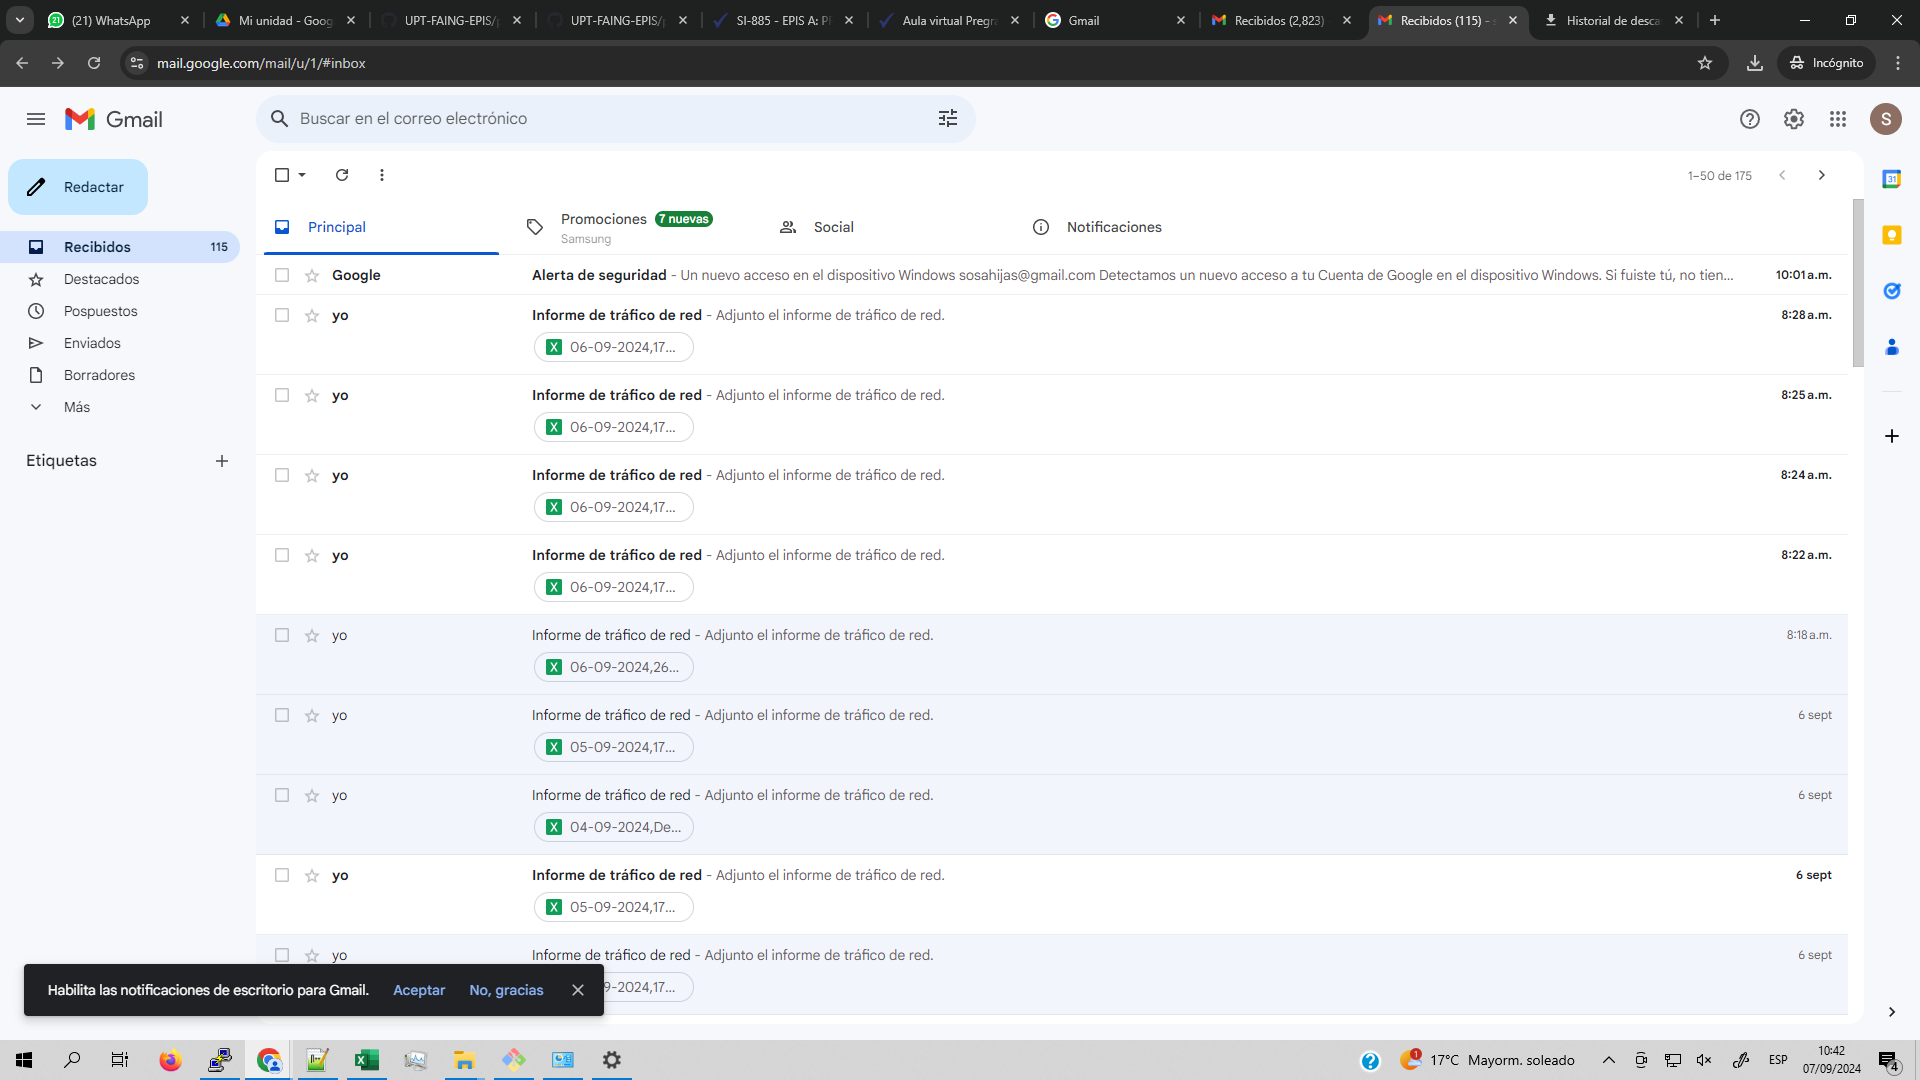 (21) WhatsApp
Mi unidad - Goog
UPT-FAING-EPIS/p
UPT-FAING-EPIS/p
SI-885 - EPIS A: P
Aula virtual Pregra
Gmail
Recibidos (2,823)
Recibidos (115) - s
Historial de desca
mail.google.com/mail/u/1/#inbox
Incógnito
Gmail
Buscar en el correo electrónico
S
Redactar
1–50 de 175
31
Principal
Promociones 7 nuevas
Samsung
Social
Notificaciones
Recibidos 115
Destacados
Pospuestos
Enviados
Borradores
Más
Etiquetas
Google Alerta de seguridad - Un nuevo acceso en el dispositivo Windows sosahijas@gmail.com Detectamos un nuevo acceso a tu Cuenta de Google en el dispositivo Windows. Si fuiste tú, no tien... 10:01 a.m.
yo Informe de tráfico de red - Adjunto el informe de tráfico de red. 8:28 a.m.
06-09-2024,17...
yo Informe de tráfico de red - Adjunto el informe de tráfico de red. 8:25 a.m.
06-09-2024,17...
yo Informe de tráfico de red - Adjunto el informe de tráfico de red. 8:24 a.m.
06-09-2024,17...
yo Informe de tráfico de red - Adjunto el informe de tráfico de red. 8:22 a.m.
06-09-2024,17...
yo Informe de tráfico de red - Adjunto el informe de tráfico de red. 8:18 a.m.
06-09-2024,26...
yo Informe de tráfico de red - Adjunto el informe de tráfico de red. 6 sept
05-09-2024,17...
yo Informe de tráfico de red - Adjunto el informe de tráfico de red. 6 sept
04-09-2024,De...
yo Informe de tráfico de red - Adjunto el informe de tráfico de red. 6 sept
05-09-2024,17...
yo Informe de tráfico de red - Adjunto el informe de tráfico de red. 6 sept
9-2024,17...
Habilita las notificaciones de escritorio para Gmail. Aceptar No, gracias
1
17°C Mayorm. soleado
ESP
10:42
07/09/2024
4